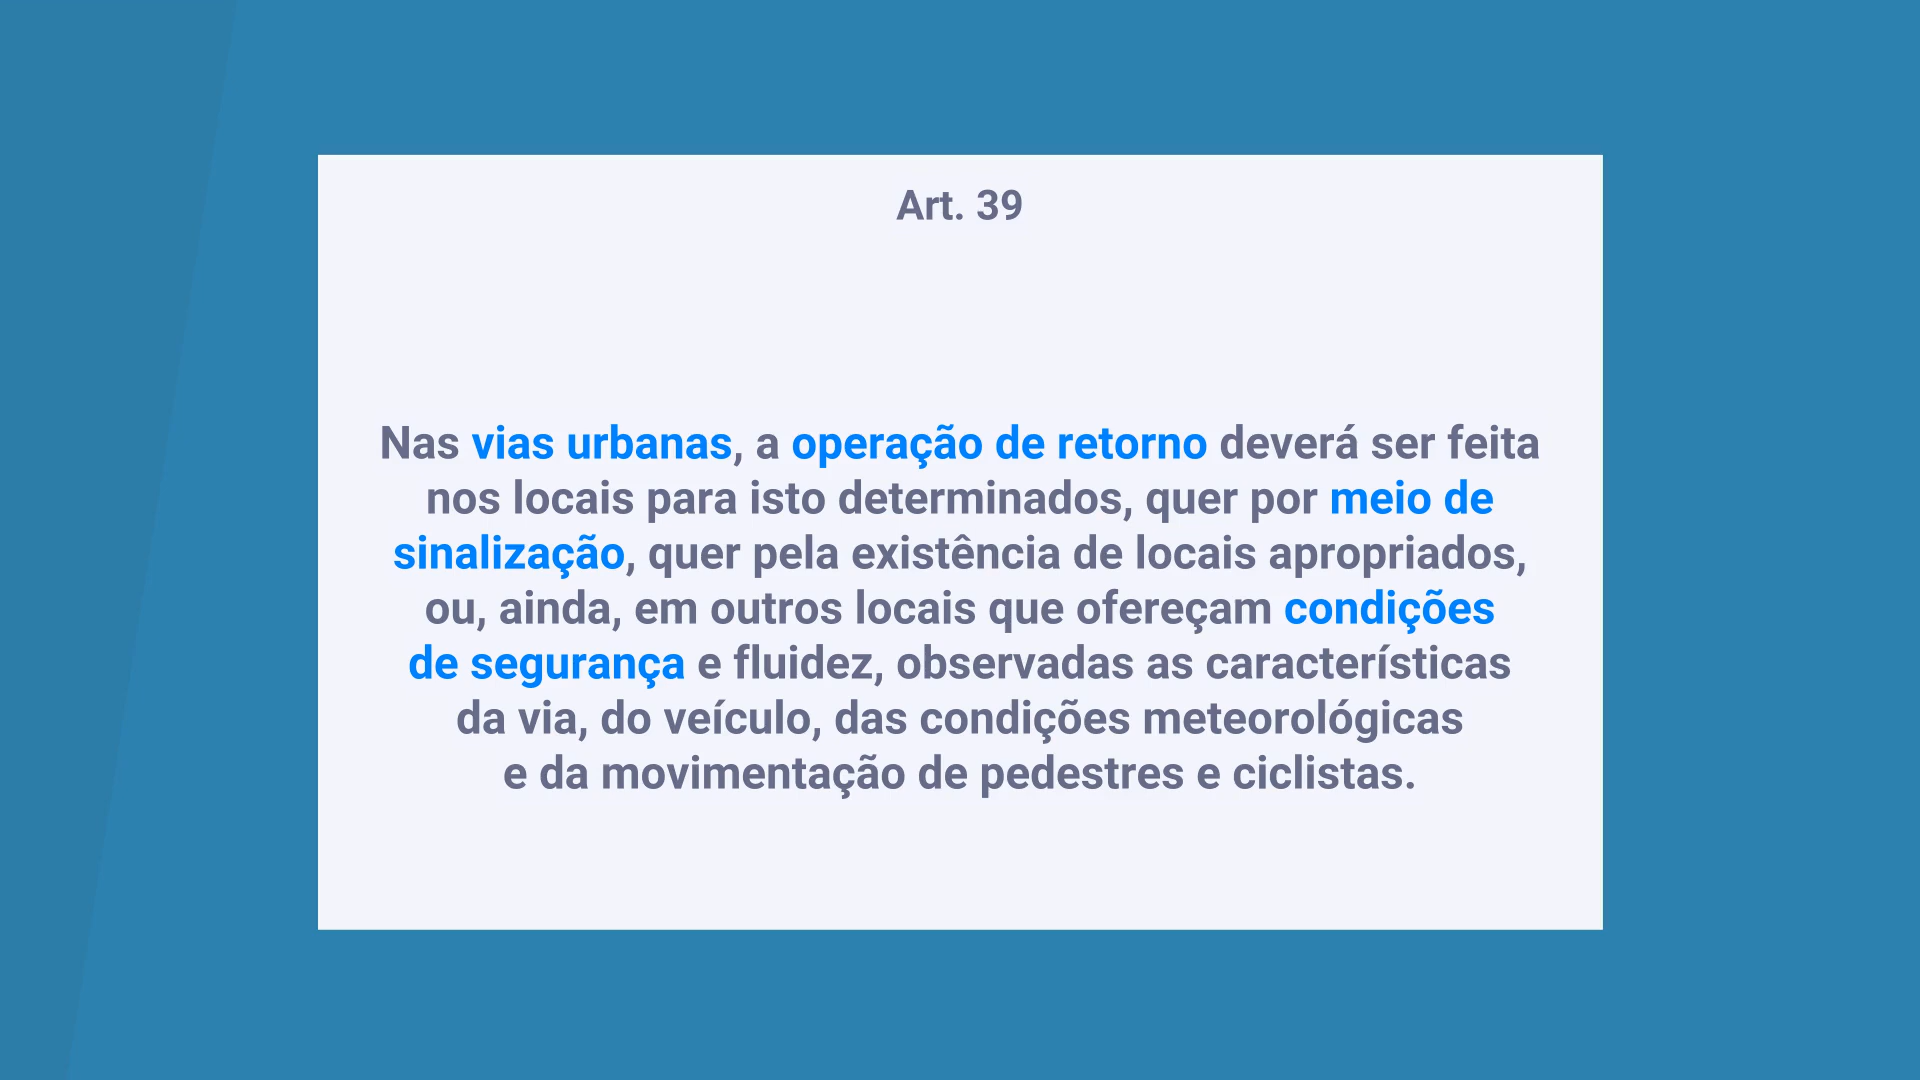 Art. 39
Nas vias urbanas, a operação de retorno deverá ser feita
nos locais para isto determinados, quer por meio de
sinalização, quer pela existência de locais apropriados,
ou, ainda, em outros locais que ofereçam condições
de segurança e fluidez, observadas as características
da via, do veículo, das condições meteorológicas
e da movimentação de pedestres e ciclistas.